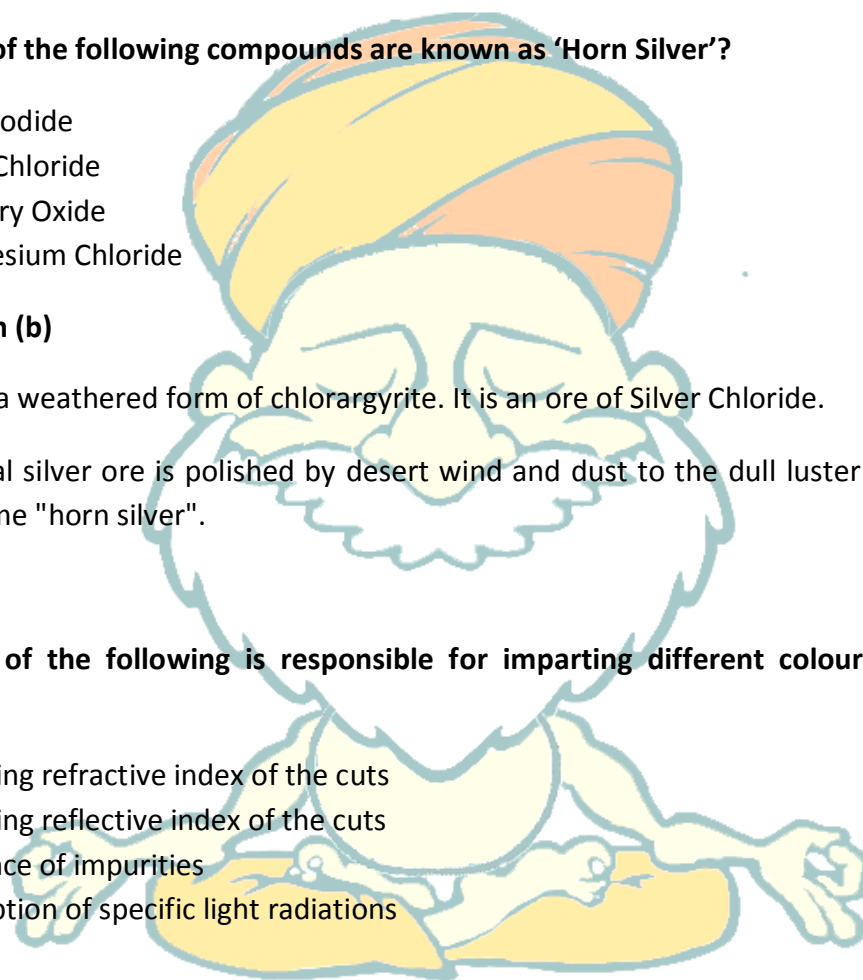 of the following compounds are known as ‘Horn Silver’?
odide
Chloride
ry Oxide
esium Chloride
n (b)
a weathered form of chlorargyrite. It is an ore of Silver Chloride.
al silver ore is polished by desert wind and dust to the dull luster
me "horn silver".
of the following is responsible for imparting different colour
ing refractive index of the cuts
ing reflective index of the cuts
nce of impurities
ption of specific light radiations